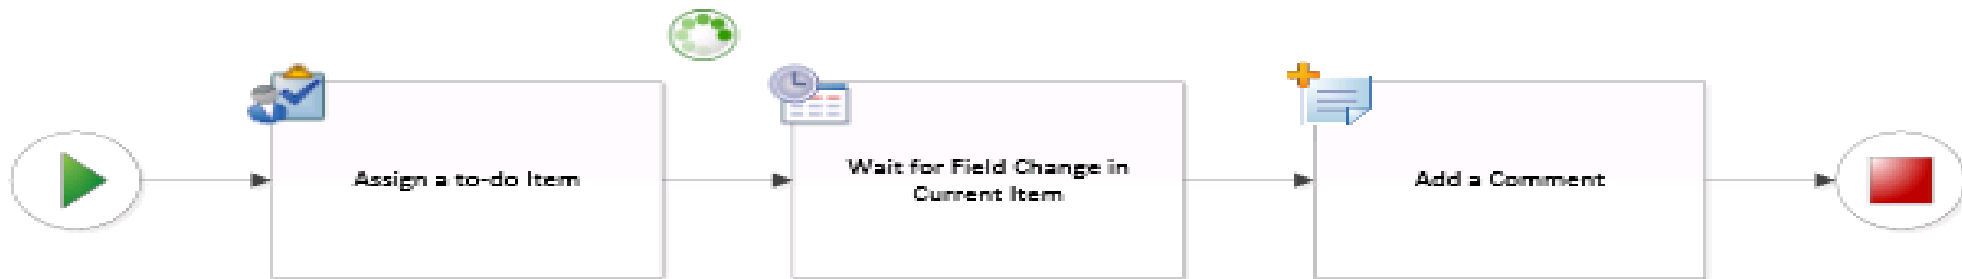 Assign a to-do Item
Wait for Field Change in
Current Item
Add a Comment